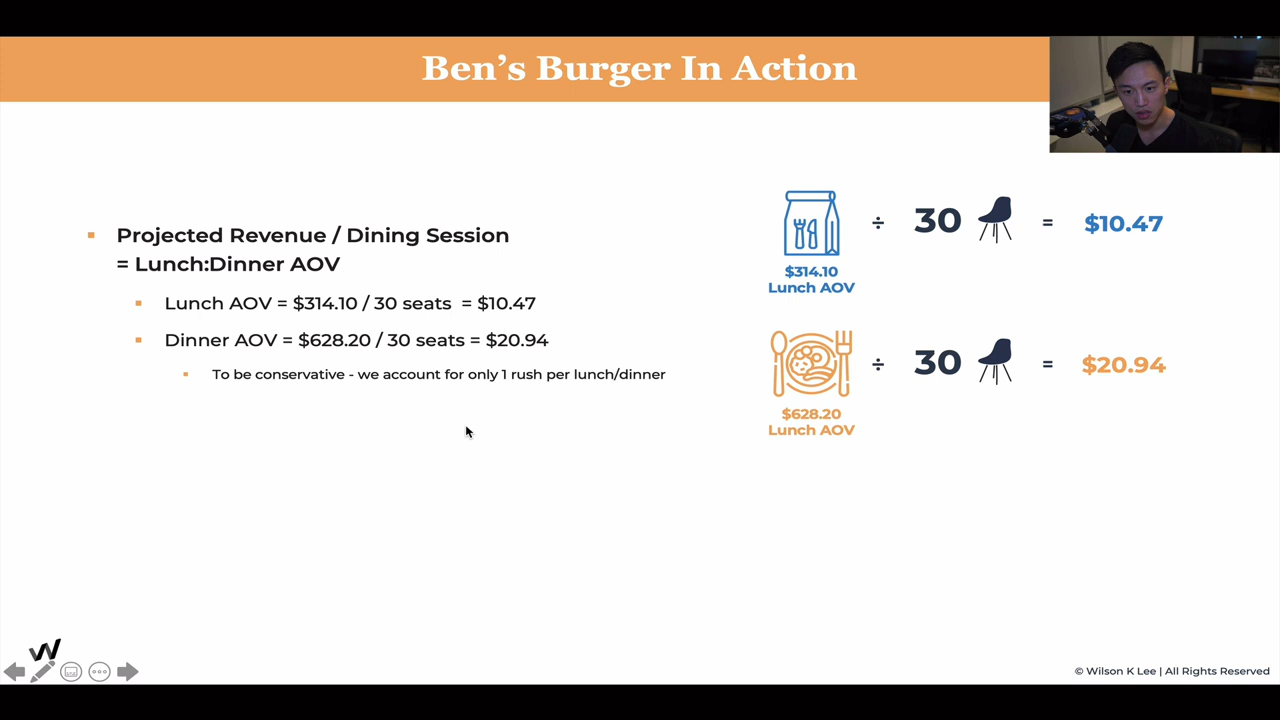 Ben's Burger In Action
Projected Revenue / Dining Session
= Lunch:Dinner AOV
Lunch AOV = $314.10 / 30 seats = $10.47
Dinner AOV = $628.20 / 30 seats = $20.94
To be conservative - we account for only 1 rush per lunch/dinner
÷ 30 = $10.47
$314.10
Lunch AOV
÷ 30 = $20.94
$628.20
Lunch AOV
W
© Wilson K Lee | All Rights Reserved